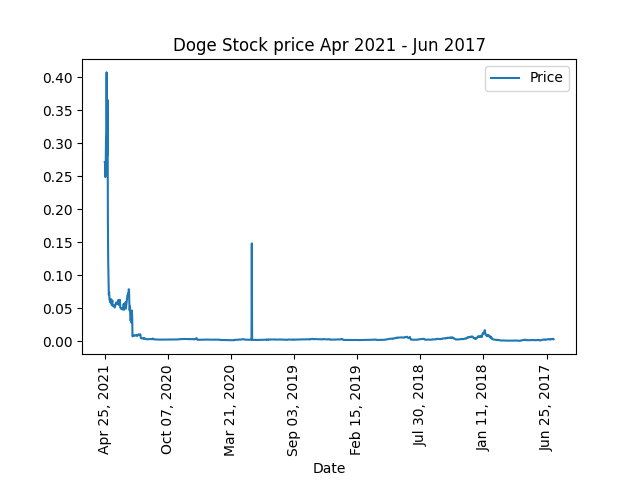 Doge Stock price Apr 2021 - Jun 2017
Price
0.40
0.35
0.30
0.25
0.20
0.15
0.10
0.05
0.00
Apr 25, 2021
Oct 07, 2020
Mar 21, 2020
Sep 03, 2019
Feb 15, 2019
Jul 30, 2018
Jan 11, 2018
Jun 25, 2017
Date